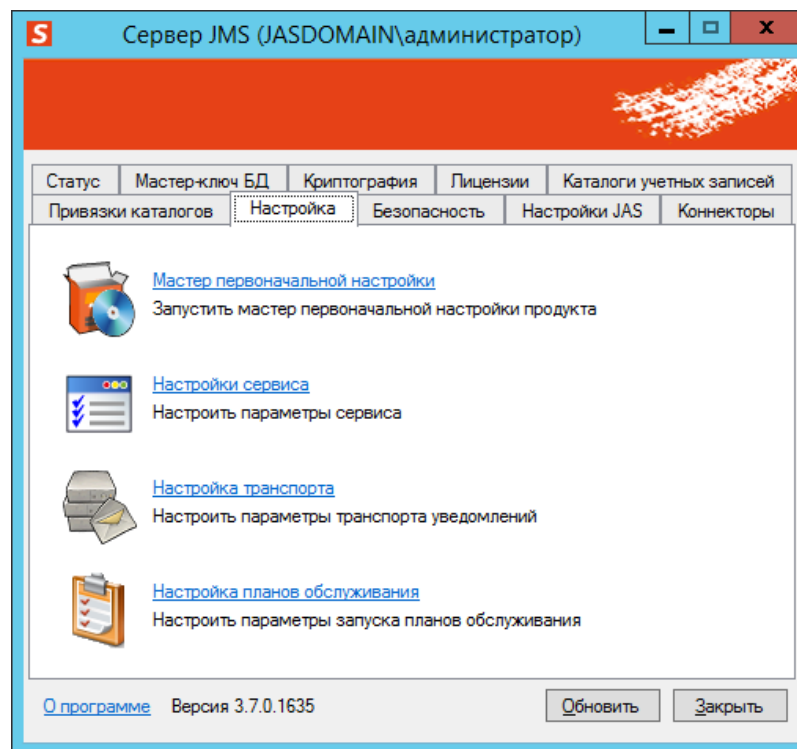 S Сервер JMS (JASDOMAIN\администратор)
Статус Мастер-ключ БД Криптография Лицензии Каталоги учетных записей
Привязки каталогов Настройка Безопасность Настройки JAS Коннекторы
Мастер первоначальной настройки
Запустить мастер первоначальной настройки продукта
Настройки сервиса
Настроить параметры сервиса
Настройка транспорта
Настроить параметры транспорта уведомлений
Настройка планов обслуживания
Настроить параметры запуска планов обслуживания
О программе Версия 3.7.0.1635 Обновить Закрыть